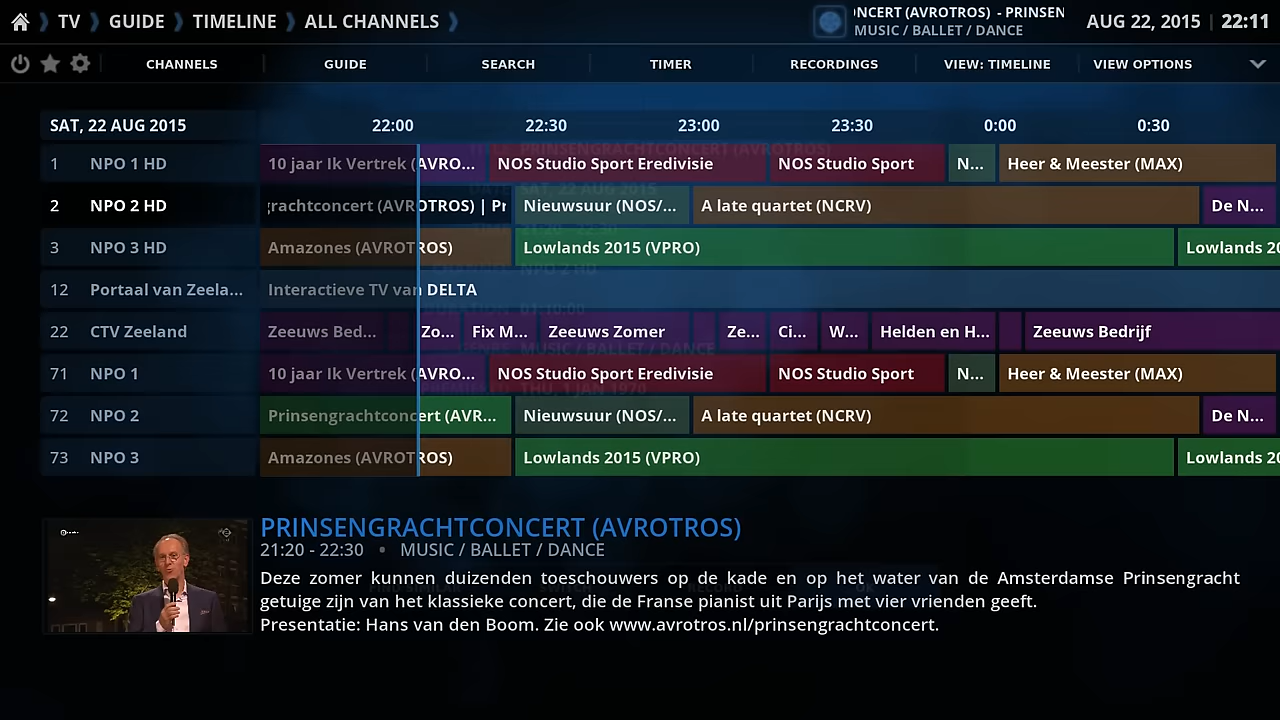 TV GUIDE TIMELINE ALL CHANNELS
NCERT (AVROTROS) - PRINSEN
MUSIC / BALLET / DANCE
AUG 22, 2015 | 22:11
CHANNELS GUIDE SEARCH TIMER RECORDINGS VIEW: TIMELINE VIEW OPTIONS
SAT, 22 AUG 2015 22:00 22:30 23:00 23:30 0:00 0:30
1 NPO 1 HD 10 jaar Ik Vertrek (AVRO... NOS Studio Sport Eredivisie NOS Studio Sport N... Heer & Meester (MAX)
2 NPO 2 HD grachtconcert (AVROTROS) | Pr Nieuwsuur (NOS/... A late quartet (NCRV) De N...
3 NPO 3 HD Amazones (AVROTROS) Lowlands 2015 (VPRO) Lowlands 20
12 Portaal van Zeela... Interactieve TV van DELTA
22 CTV Zeeland Zeeuws Bed... Zo... Fix M... Zeeuws Zomer Ze... Ci... W... Helden en H... Zeeuws Bedrijf
71 NPO 1 10 jaar Ik Vertrek (AVRO... NOS Studio Sport Eredivisie NOS Studio Sport N... Heer & Meester (MAX)
72 NPO 2 Prinsengrachtconcert (AVR... Nieuwsuur (NOS/... A late quartet (NCRV) De N...
73 NPO 3 Amazones (AVROTROS) Lowlands 2015 (VPRO) Lowlands 20
PRINSENGRACHTCONCERT (AVROTROS)
21:20 - 22:30 • MUSIC / BALLET / DANCE
Deze zomer kunnen duizenden toeschouwers op de kade en op het water van de Amsterdamse Prinsengracht
getuige zijn van het klassieke concert, die de Franse pianist uit Parijs met vier vrienden geeft.
Presentatie: Hans van den Boom. Zie ook www.avrotros.nl/prinsengrachtconcert.